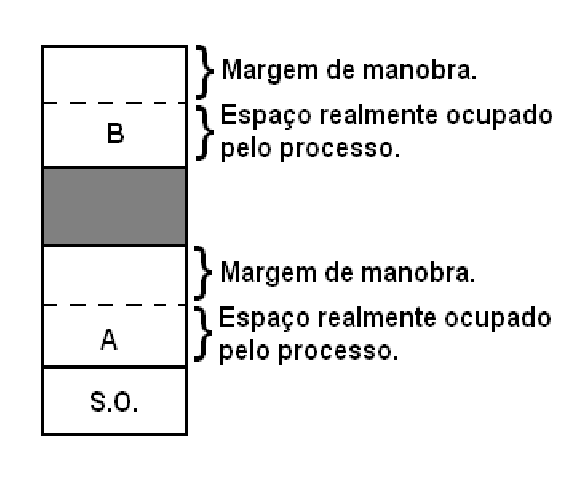 Margem de manobra.
B
Espaço realmente ocupado
pelo processo.
Margem de manobra.
A
Espaço realmente ocupado
pelo processo.
S.O.